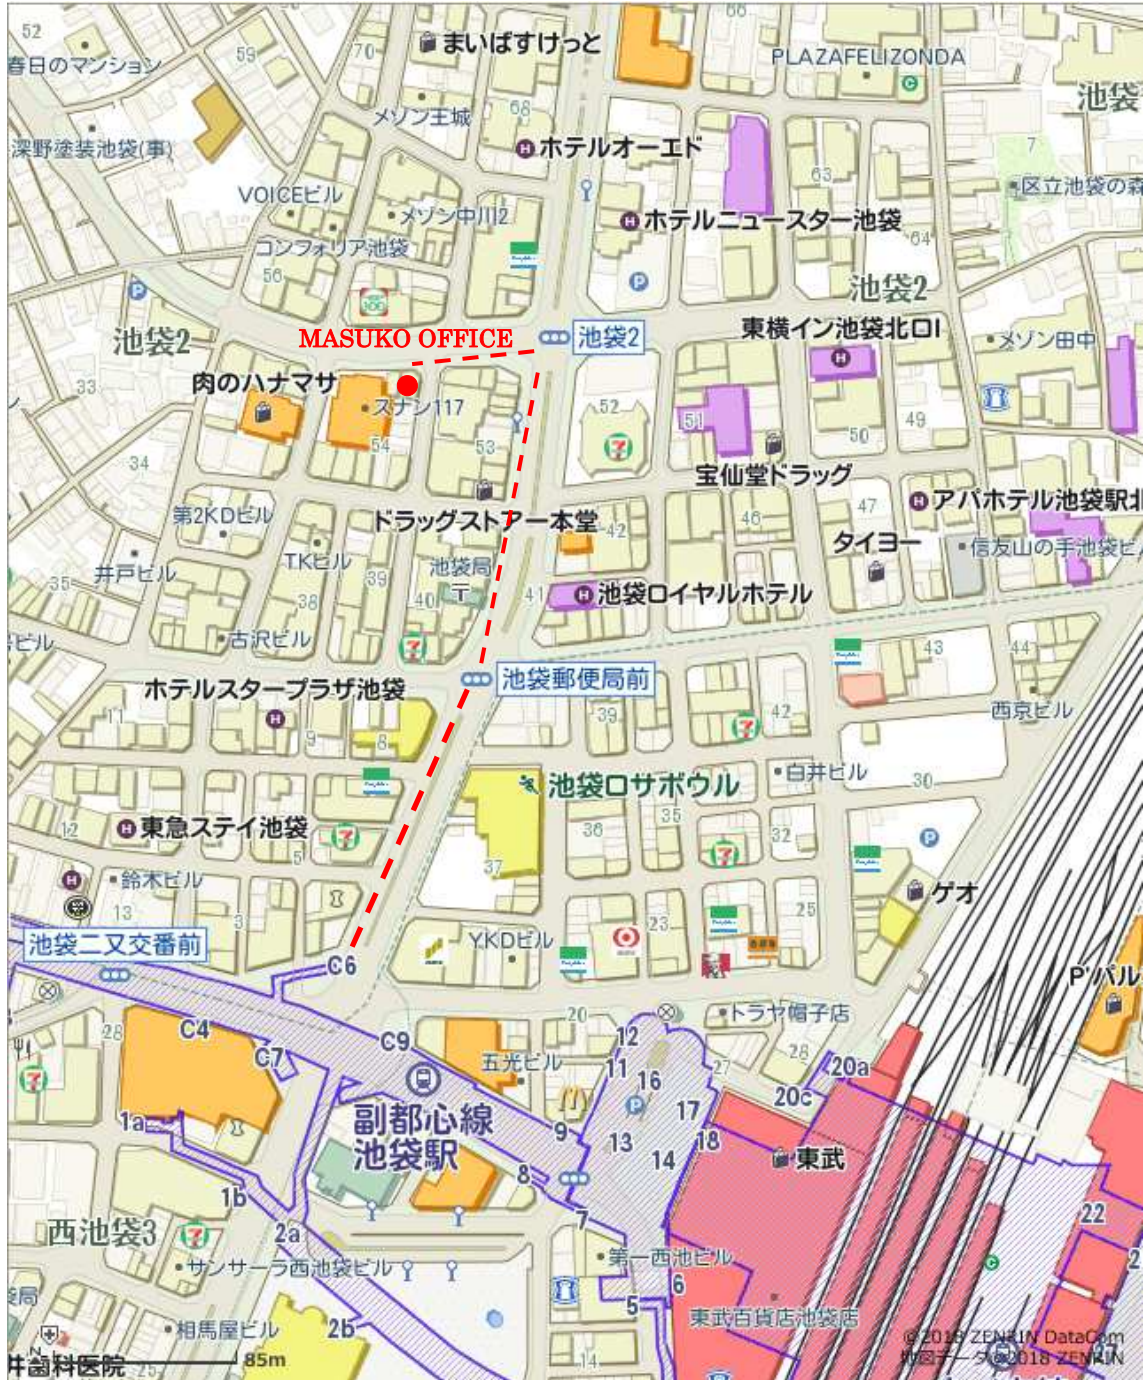 52
59
66
まいばすけっと
PLAZAFELIZONDA
70
春日のマンション
池袋
メゾン王城
68
深野塗装池袋(事)
ホテルオーエド
7
63
VOICEビル
メゾン中川2
区立池袋の森
ホテルニュースター池袋
コンフォリア池袋
64
56
P
P
池袋2
池袋2
MASUKO OFFICE
池袋2
東横イン池袋北口I
メゾン田中
肉のハナマサ
33
スナシ117
52
51
49
50
54
53
34
宝仙堂ドラッグ
第2KDビル
47
アパホテル池袋駅北
ドラッグストアー本堂
42
46
タイヨー
信友山の手池袋ビル
井戸ビル
TKビル
39
池袋局
35
40
41
池袋ロイヤルホテル
38
古沢ビル
43
44
池袋郵便局前
ホテルスタープラザ池袋
11
9
8
39
42
西京ビル
白井ビル
30
池袋ロサボウル
35
東急ステイ池袋
36
32
12
5
37
鈴木ビル
ゲオ
13
3
23
25
池袋二又交番前
YKDビル
C6
P'パル
20
トラヤ帽子店
28
C4
C9
12
28
C7
五光ビル
11
27
20a
16
20c
副都心線
池袋駅
17
1a
9
13
18
14
東武
8
1b
7
22
西池袋3
2a
第一西池ビル
サンサーラ西池袋ビル
6
5
東武百貨店池袋店
相馬屋ビル
2b
©2018 ZENRIN DataCom
地図データ©2018 ZENRIN
井歯科医院
25
85m
14
27